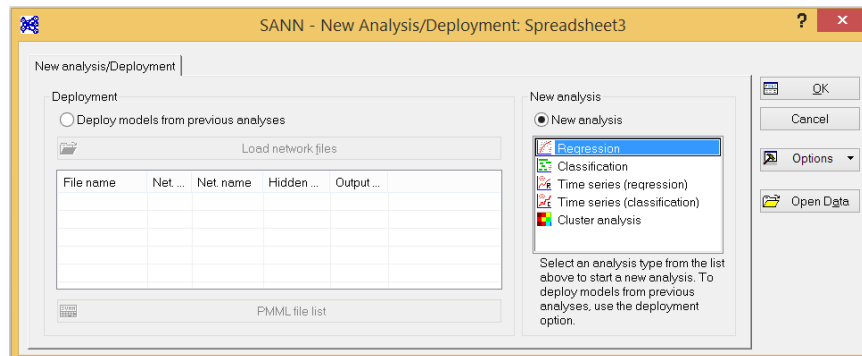 SANN - New Analysis/Deployment: Spreadsheet3
?
×
New analysis/Deployment
Deployment
Deploy models from previous analyses
Load network files
File name Net. ... Net. name Hidden ... Output ...
PMML file list
New analysis
New analysis
Regression
Classification
Time series (regression)
Time series (classification)
Cluster analysis
Select an analysis type from the list
above to start a new analysis. To
deploy models from previous
analyses, use the deployment
option.
OK
Cancel
Options
Open Data